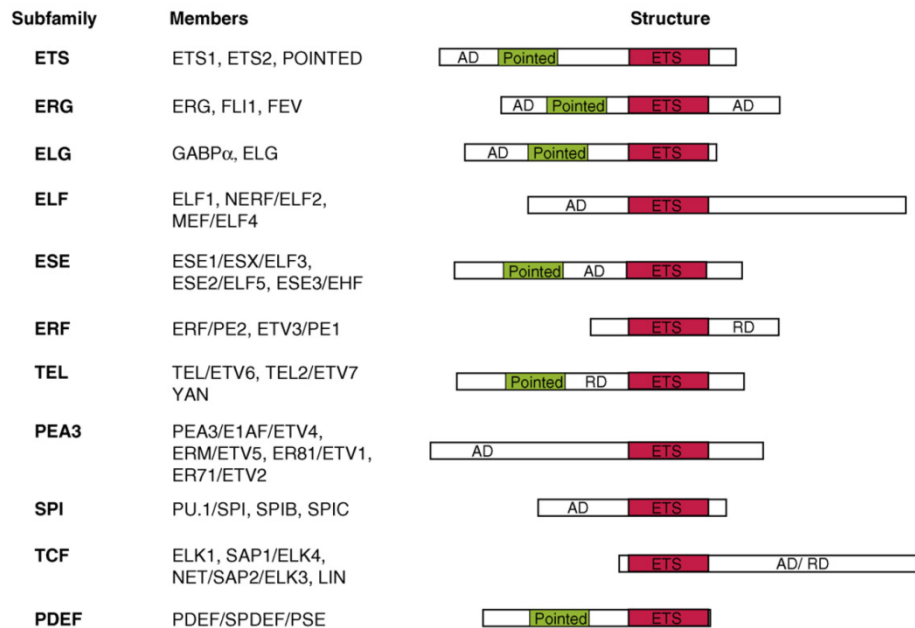 Subfamily Members Structure
ETS ETS1, ETS2, POINTED AD Pointed ETS
ERG ERG, FLI1, FEV AD Pointed ETS AD
ELG GABPα, ELG AD Pointed ETS
ELF ELF1, NERF/ELF2, AD ETS
MEF/ELF4
ESE ESE1/ESX/ELF3, Pointed AD ETS
ESE2/ELF5, ESE3/EHF
ERF ERF/PE2, ETV3/PE1 ETS RD
TEL TEL/ETV6, TEL2/ETV7 Pointed RD ETS
YAN
PEA3 PEA3/E1AF/ETV4, AD ETS
ERM/ETV5, ER81/ETV1,
ER71/ETV2
SPI PU.1/SPI, SPIB, SPIC AD ETS
TCF ELK1, SAP1/ELK4, ETS AD/ RD
NET/SAP2/ELK3, LIN
PDEF PDEF/SPDEF/PSE Pointed ETS